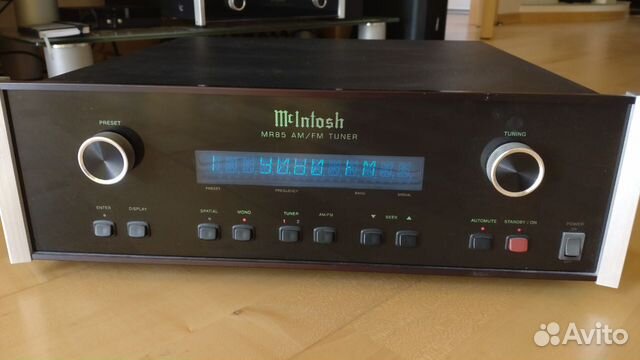 McIntosh
MR85 AM/FM TUNER
PRESET
TUNING
PRESET FREQUENCY BAND SIGNAL
ENTER DISPLAY SPATIAL MONO TUNER AM/FM ▼ SEEK ▲ AUTOMUTE STANDBY/ON POWER
1 2
ON
Avito